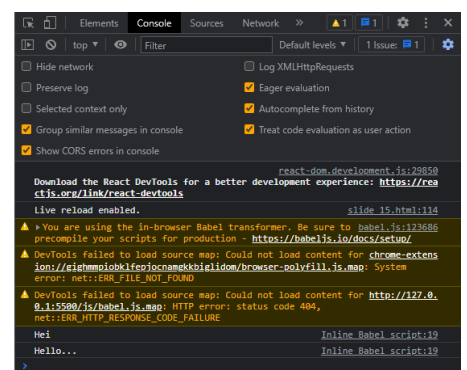 Elements Console Sources Network » 1 1
top ▼ Filter Default levels ▼ 1 Issue: 1
Hide network Log XMLHttpRequests
Preserve log Eager evaluation
Selected context only Autocomplete from history
Group similar messages in console Treat code evaluation as user action
Show CORS errors in console
react-dom.development.js:29850
Download the React DevTools for a better development experience: https://rea
ctjs.org/link/react-devtools
Live reload enabled. slide 15.html:114
You are using the in-browser Babel transformer. Be sure to babel.js:123686
precompile your scripts for production - https://babeljs.io/docs/setup/
DevTools failed to load source map: Could not load content for chrome-extens
ion://gighmmpiobklfepjocnamgkkbiglidom/browser-polyfill.js.map: System
error: net::ERR_FILE_NOT_FOUND
DevTools failed to load source map: Could not load content for http://127.0.
0.1:5500/js/babel.js.map: HTTP error: status code 404,
net::ERR_HTTP_RESPONSE_CODE_FAILURE
Hei Inline Babel script:19
Hello... Inline Babel script:19